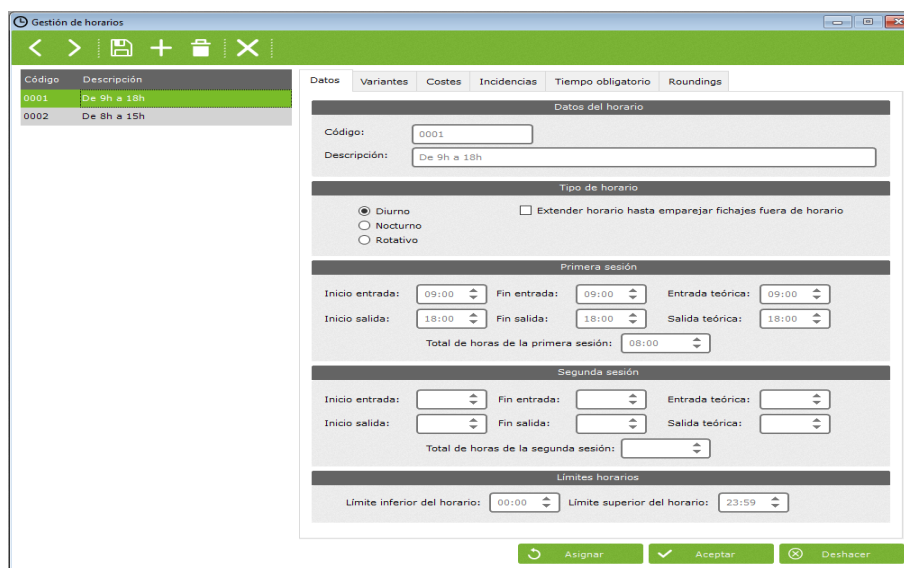 Gestión de horarios
Código Descripción
0001 De 9h a 18h
0002 De 8h a 15h
Datos Variantes Costes Incidencias Tiempo obligatorio Roundings
Datos del horario
Código: 0001
Descripción: De 9h a 18h
Tipo de horario
Diurno Extender horario hasta emparejar fichajes fuera de horario
Nocturno
Rotativo
Primera sesión
Inicio entrada: 09:00 Fin entrada: 09:00 Entrada teórica: 09:00
Inicio salida: 18:00 Fin salida: 18:00 Salida teórica: 18:00
Total de horas de la primera sesión: 08:00
Segunda sesión
Inicio entrada: Fin entrada: Entrada teórica:
Inicio salida: Fin salida: Salida teórica:
Total de horas de la segunda sesión:
Límites horarios
Límite inferior del horario: 00:00 Límite superior del horario: 23:59
Asignar Aceptar Deshacer